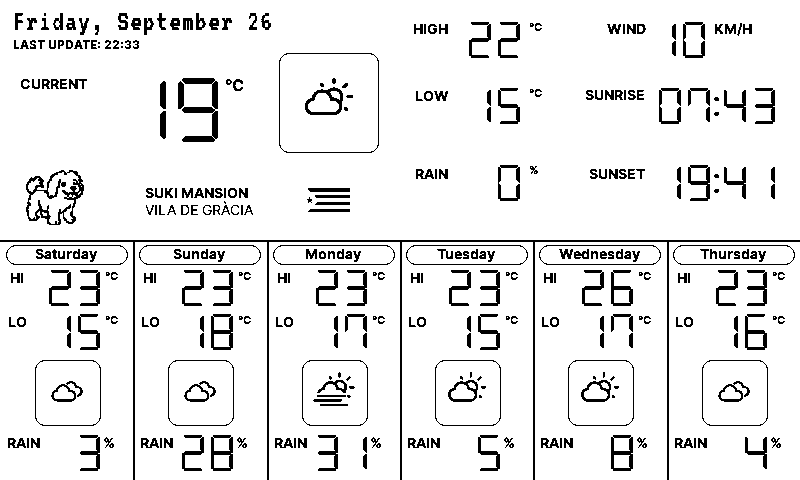 Friday, September 26
LAST UPDATE: 22:33
CURRENT 19 °C
SUKI MANSION
VILA DE GRÀCIA
HIGH 22 °C
LOW 15 °C
RAIN 0 %
WIND 10 KM/H
SUNRISE 07:43
SUNSET 19:41
Saturday
HI 23 °C
LO 15 °C
RAIN 3 %
Sunday
HI 23 °C
LO 18 °C
RAIN 28 %
Monday
HI 23 °C
LO 17 °C
RAIN 31 %
Tuesday
HI 23 °C
LO 15 °C
RAIN 5 %
Wednesday
HI 26 °C
LO 17 °C
RAIN 8 %
Thursday
HI 23 °C
LO 16 °C
RAIN 4 %